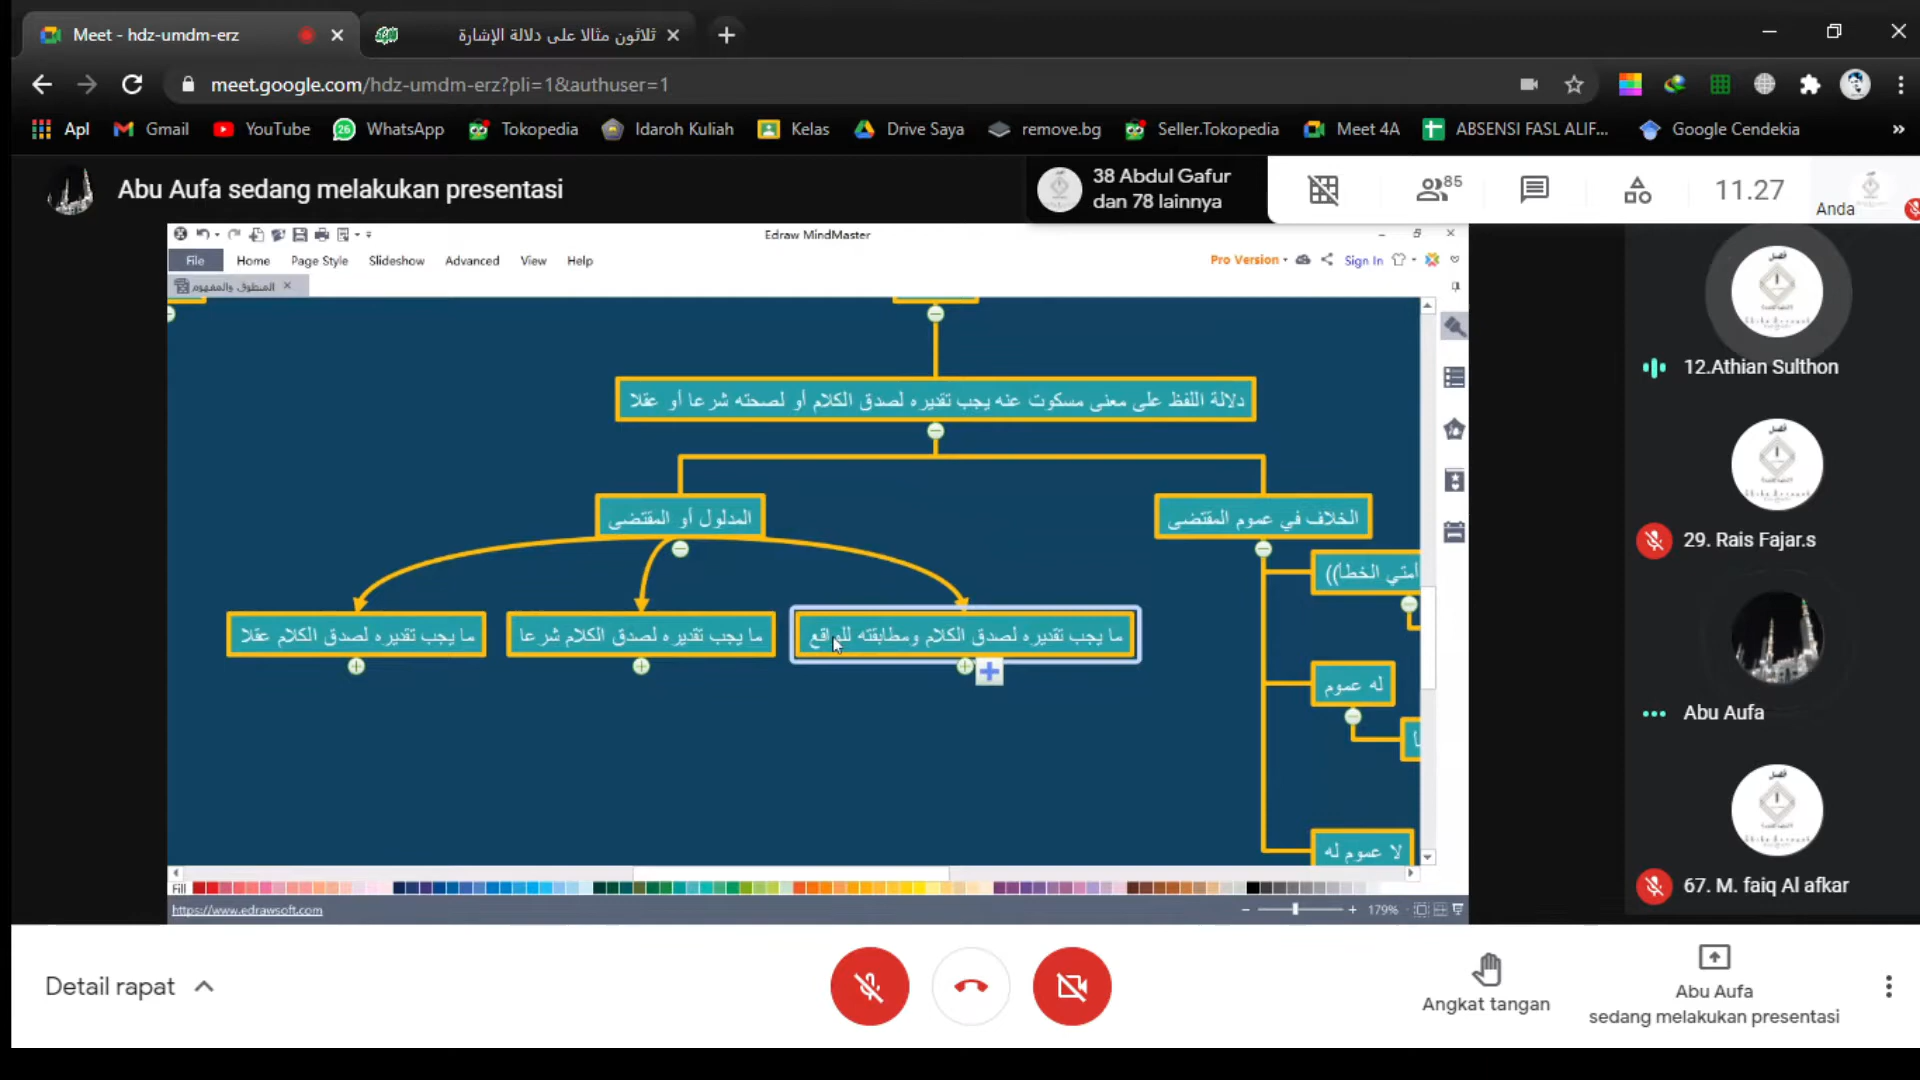 Meet - hdz-umdm-erz
ثلاثون مثالا على دلالة الإشارة
meet.google.com/hdz-umdm-erz?pli=1&authuser=1
Apl Gmail YouTube 26 WhatsApp Tokopedia Idaroh Kuliah Kelas Drive Saya remove.bg Seller.Tokopedia Meet 4A ABSENSI FASL ALIF... Google Cendekia »
Abu Aufa sedang melakukan presentasi
38 Abdul Gafur
dan 78 lainnya
85
11.27
Anda
Edraw MindMaster
File Home Page Style Slideshow Advanced View Help
Pro Version Sign In
المنطوق والمفهوم
دلالة اللفظ على معنى مسكوت عنه يجب تقديره لصدق الكلام أو لصحته شرعا أو عقلا
الخلاف في عموم المقتضى
المدلول أو المقتضى
أمتي الخطأ))
ما يجب تقديره لصدق الكلام ومطابقته للواقع
ما يجب تقديره لصدق الكلام شرعا
ما يجب تقديره لصدق الكلام عقلا
له عموم
لا عموم له
Fill
https://www.edrawsoft.com
179%
فصل
12.Athian Sulthon
فصل
29. Rais Fajar.s
Abu Aufa
فصل
67. M. faiq Al afkar
Detail rapat
Angkat tangan
Abu Aufa
sedang melakukan presentasi